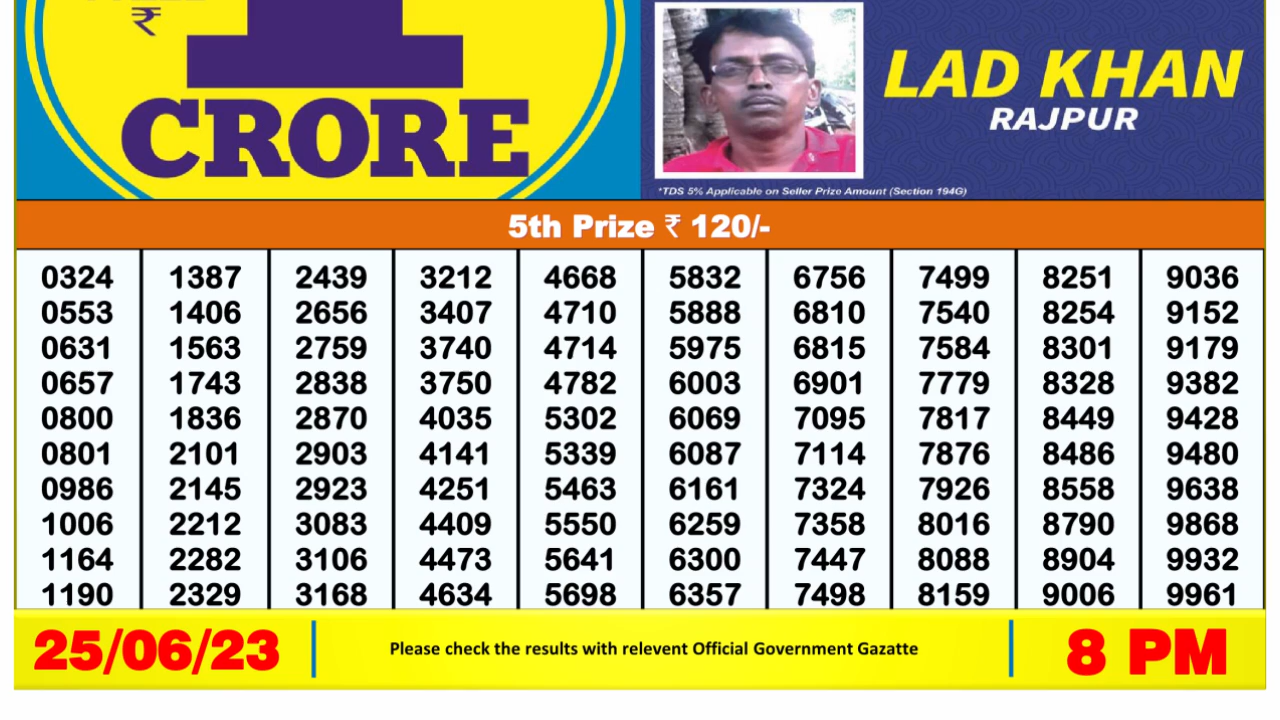 ₹
1
CRORE
LAD KHAN
RAJPUR
*TDS 5% Applicable on Seller Prize Amount (Section 194G)
5th Prize ₹ 120/-
0324 1387 2439 3212 4668 5832 6756 7499 8251 9036
0553 1406 2656 3407 4710 5888 6810 7540 8254 9152
0631 1563 2759 3740 4714 5975 6815 7584 8301 9179
0657 1743 2838 3750 4782 6003 6901 7779 8328 9382
0800 1836 2870 4035 5302 6069 7095 7817 8449 9428
0801 2101 2903 4141 5339 6087 7114 7876 8486 9480
0986 2145 2923 4251 5463 6161 7324 7926 8558 9638
1006 2212 3083 4409 5550 6259 7358 8016 8790 9868
1164 2282 3106 4473 5641 6300 7447 8088 8904 9932
1190 2329 3168 4634 5698 6357 7498 8159 9006 9961
25/06/23 Please check the results with relevent Official Government Gazatte 8 PM